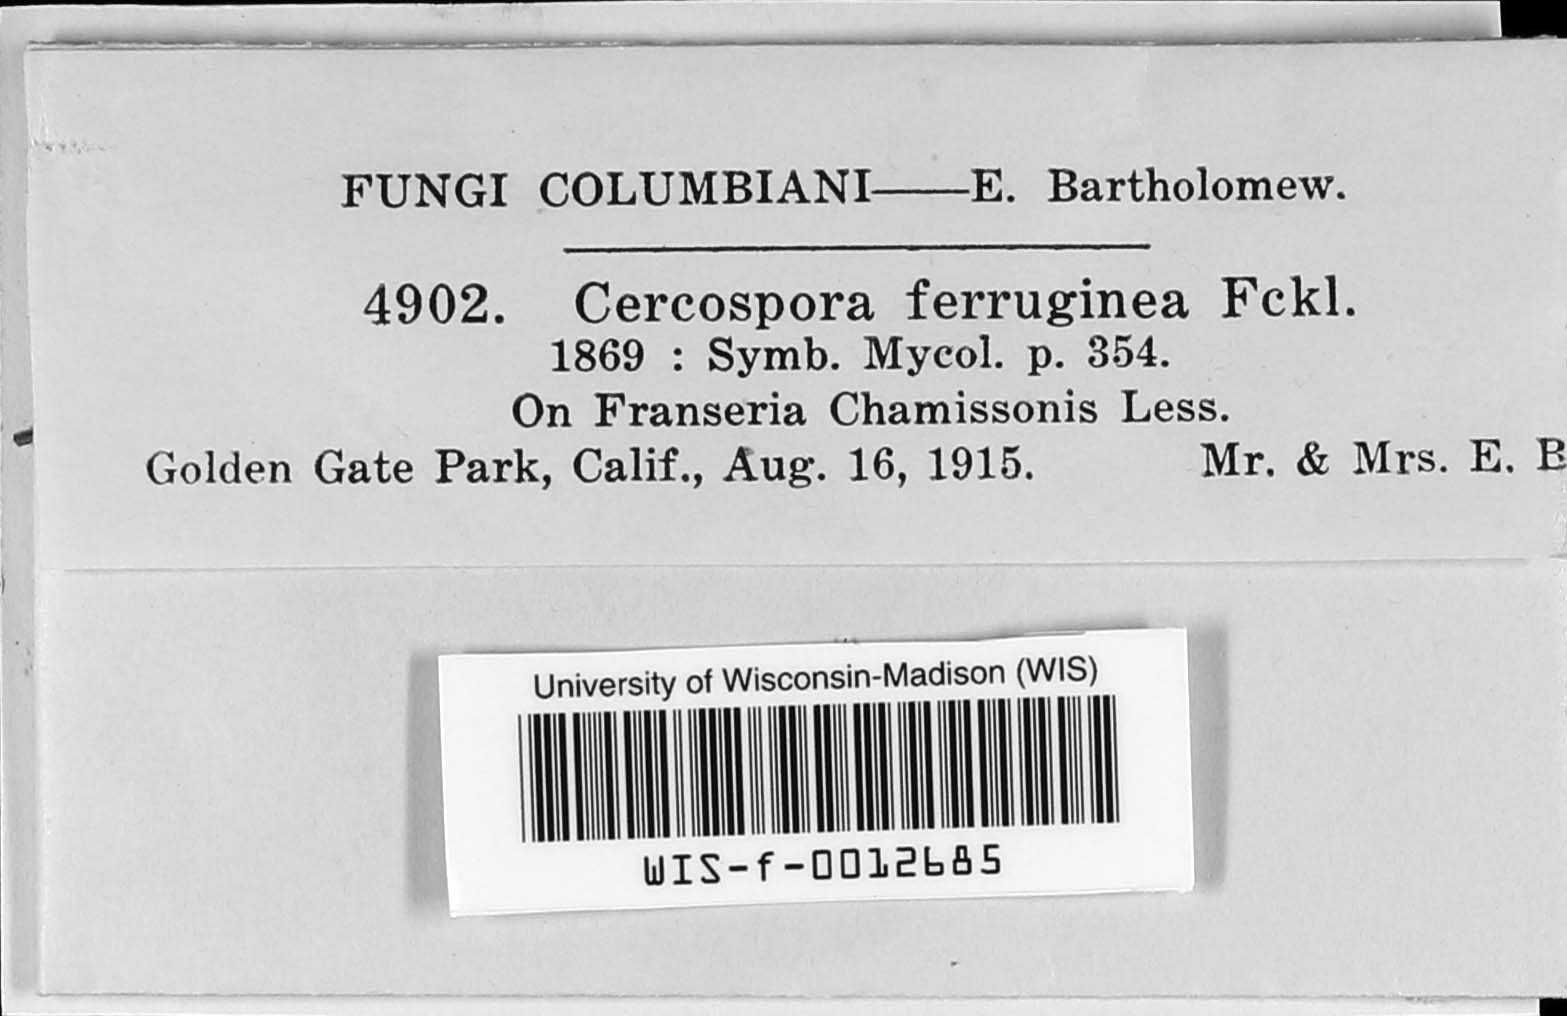 FUNGI COLUMBIANI——E. Bartholomew.
4902. Cercospora ferruginea Fckl.
1869 : Symb. Mycol. p. 354.
On Franseria Chamissonis Less.
Golden Gate Park, Calif., Aug. 16, 1915. Mr. & Mrs. E. B
University of Wisconsin-Madison (WIS)
WIS-f-0012685